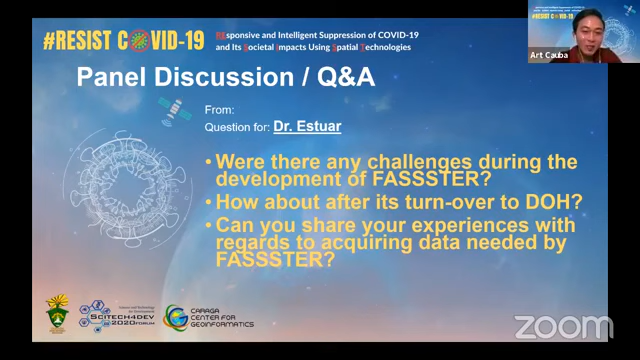 #RESIST COVID-19
REsponsive and Intelligent Suppression of COVID-19
and Its Societal Impacts Using Spatial Technologies
Art Cauba
Panel Discussion / Q&A
From:
Question for: Dr. Estuar
• Were there any challenges during the
development of FASSSTER?
• How about after its turn-over to DOH?
• Can you share your experiences with
regards to acquiring data needed by
FASSSTER?
SCITECH4DEV
2020 FORUM
CARAGA
CENTER FOR
GEOINFORMATICS
zoom